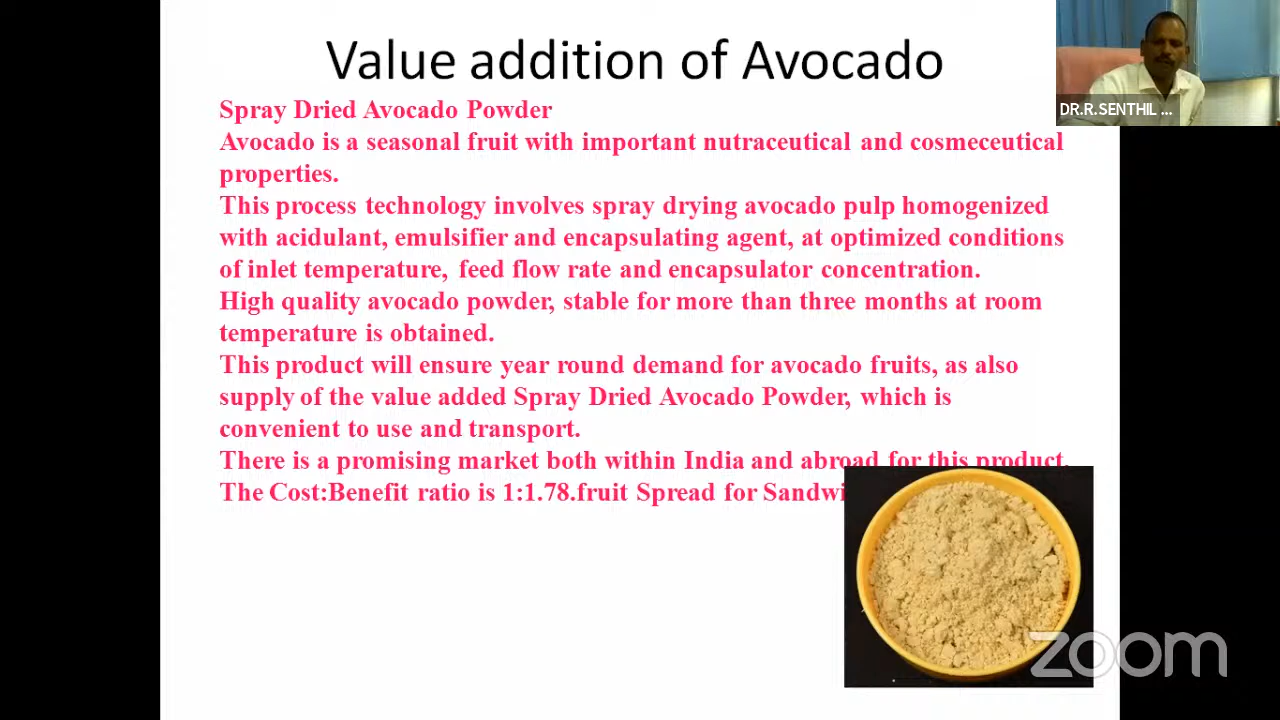 Value addition of Avocado
Spray Dried Avocado Powder
Avocado is a seasonal fruit with important nutraceutical and cosmeceutical
properties.
This process technology involves spray drying avocado pulp homogenized
with acidulant, emulsifier and encapsulating agent, at optimized conditions
of inlet temperature, feed flow rate and encapsulator concentration.
High quality avocado powder, stable for more than three months at room
temperature is obtained.
This product will ensure year round demand for avocado fruits, as also
supply of the value added Spray Dried Avocado Powder, which is
convenient to use and transport.
There is a promising market both within India and abroad for this product.
The Cost:Benefit ratio is 1:1.78.fruit Spread for
DR.R.SENTHIL ...
zoom